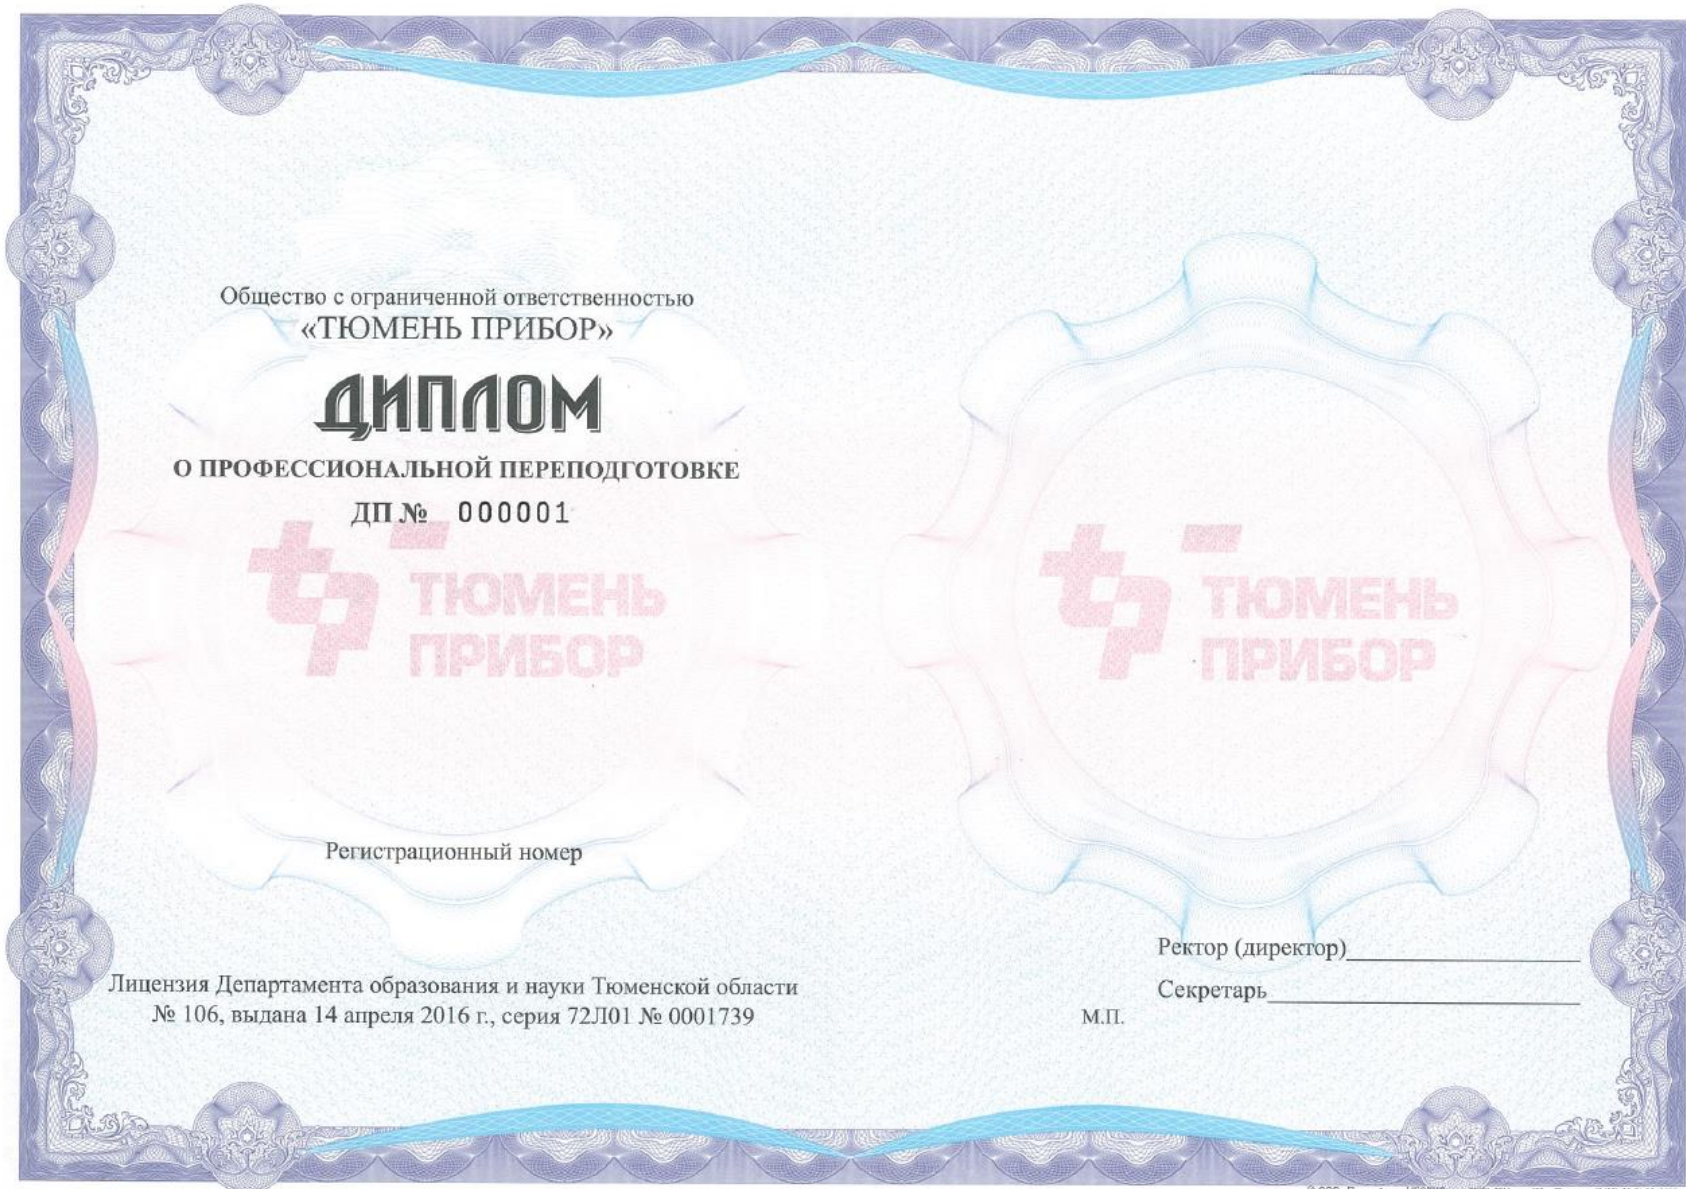 Общество с ограниченной ответственностью
«ТЮМЕНЬ ПРИБОР»
ДИПЛОМ
О ПРОФЕССИОНАЛЬНОЙ ПЕРЕПОДГОТОВКЕ
ДП № 000001
ТЮМЕНЬ
ПРИБОР
Регистрационный номер
Лицензия Департамента образования и науки Тюменской области
№ 106, выдана 14 апреля 2016 г., серия 72Л01 № 0001739
ТЮМЕНЬ
ПРИБОР
Ректор (директор)
Секретарь
М.П.